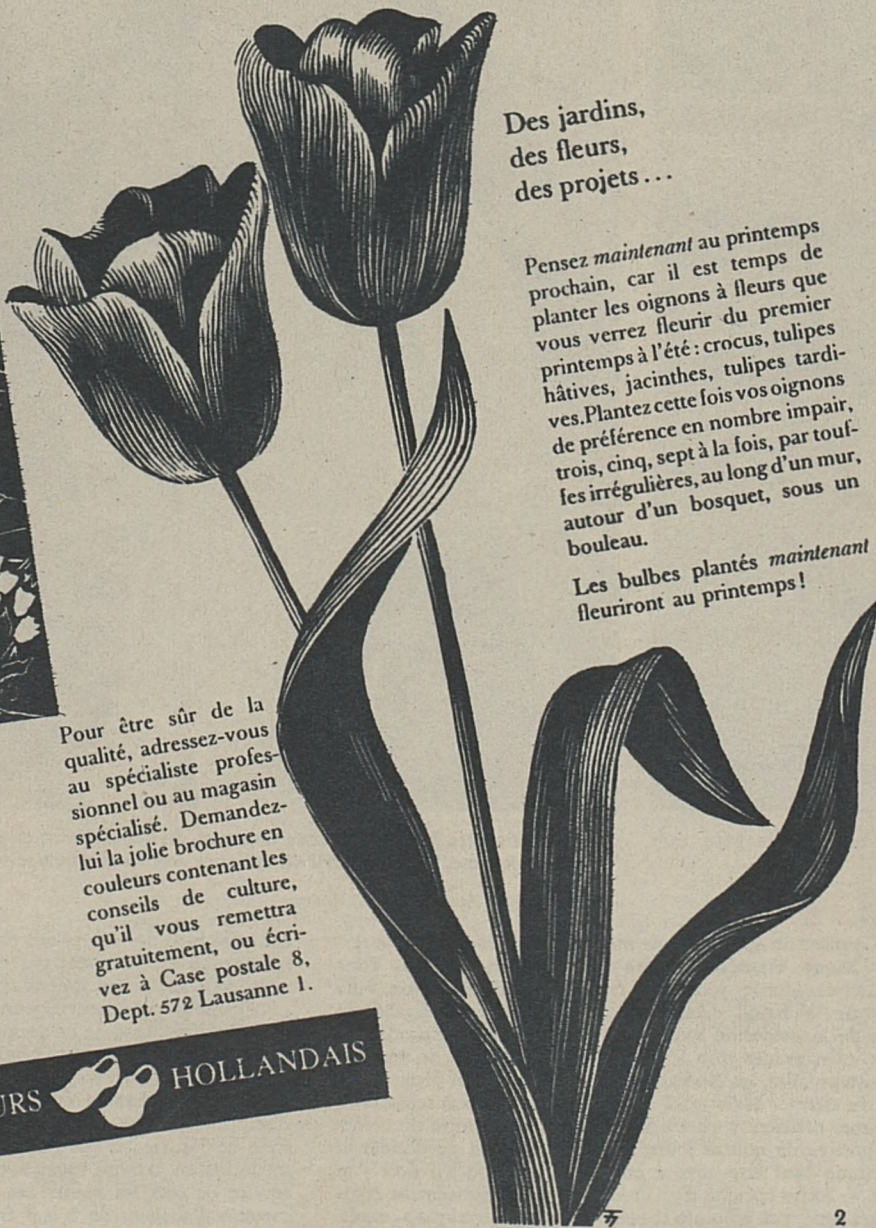 Des jardins,
des fleurs,
des projets...
Pensez maintenant au printemps
prochain, car il est temps de
planter les oignons à fleurs que
vous verrez fleurir du premier
printemps à l'été : crocus, tulipes
hâtives, jacinthes, tulipes tardi-
ves.Plantez cette fois vos oignons
de préférence en nombre impair,
trois, cinq, sept à la fois, par touf-
fes irrégulières, au long d'un mur,
autour d'un bosquet, sous un
bouleau.
Les bulbes plantés maintenant
fleuriront au printemps!
Pour être sûr de la
qualité, adressez-vous
au spécialiste profes-
sionnel ou au magasin
spécialisé. Demandez-
lui la jolie brochure en
couleurs contenant les
conseils de culture,
qu'il vous remettra
gratuitement, ou écri-
vez à Case postale 8,
Dept. 572 Lausanne 1.
URS HOLLANDAIS
2